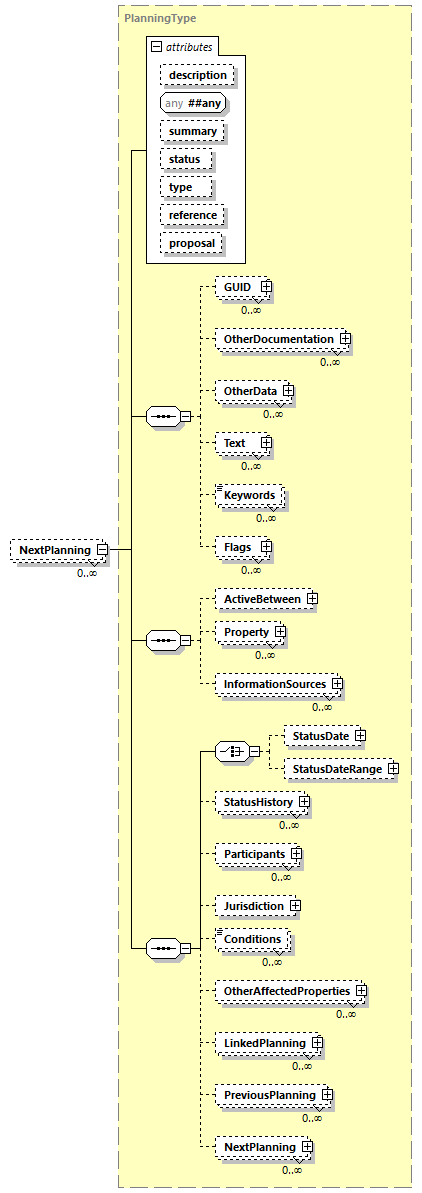 PlanningType
attributes
description
any ##any
summary
status
type
reference
proposal
GUID
0..∞
OtherDocumentation
0..∞
OtherData
0..∞
Text
0..∞
Keywords
0..∞
NextPlanning
0..∞
Flags
0..∞
ActiveBetween
Property
0..∞
InformationSources
0..∞
StatusDate
StatusDateRange
StatusHistory
0..∞
Participants
0..∞
Jurisdiction
Conditions
0..∞
OtherAffectedProperties
0..∞
LinkedPlanning
0..∞
PreviousPlanning
0..∞
NextPlanning
0..∞